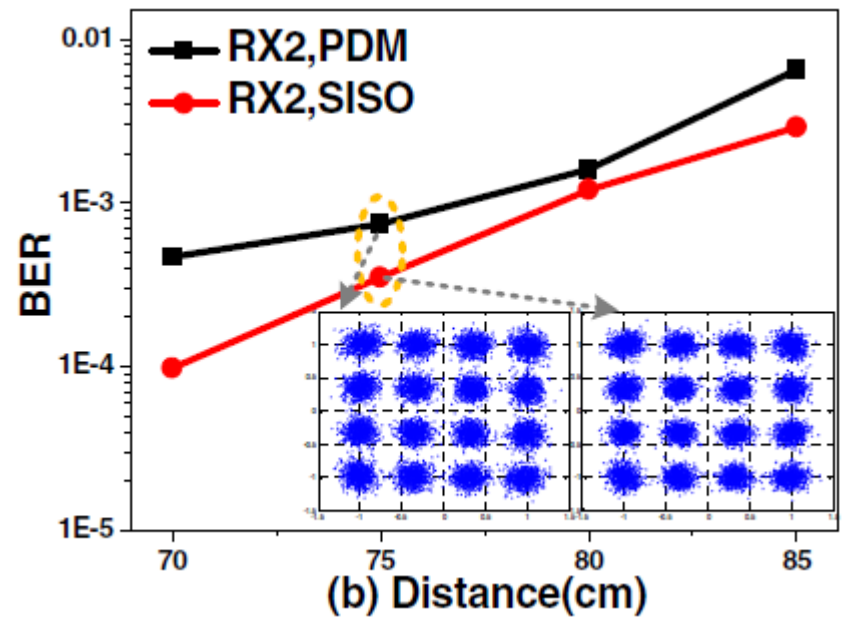 0.01
RX2,PDM
RX2,SISO
1E-3
BER
1E-4
1E-5
70 75 80 85
(b) Distance(cm)